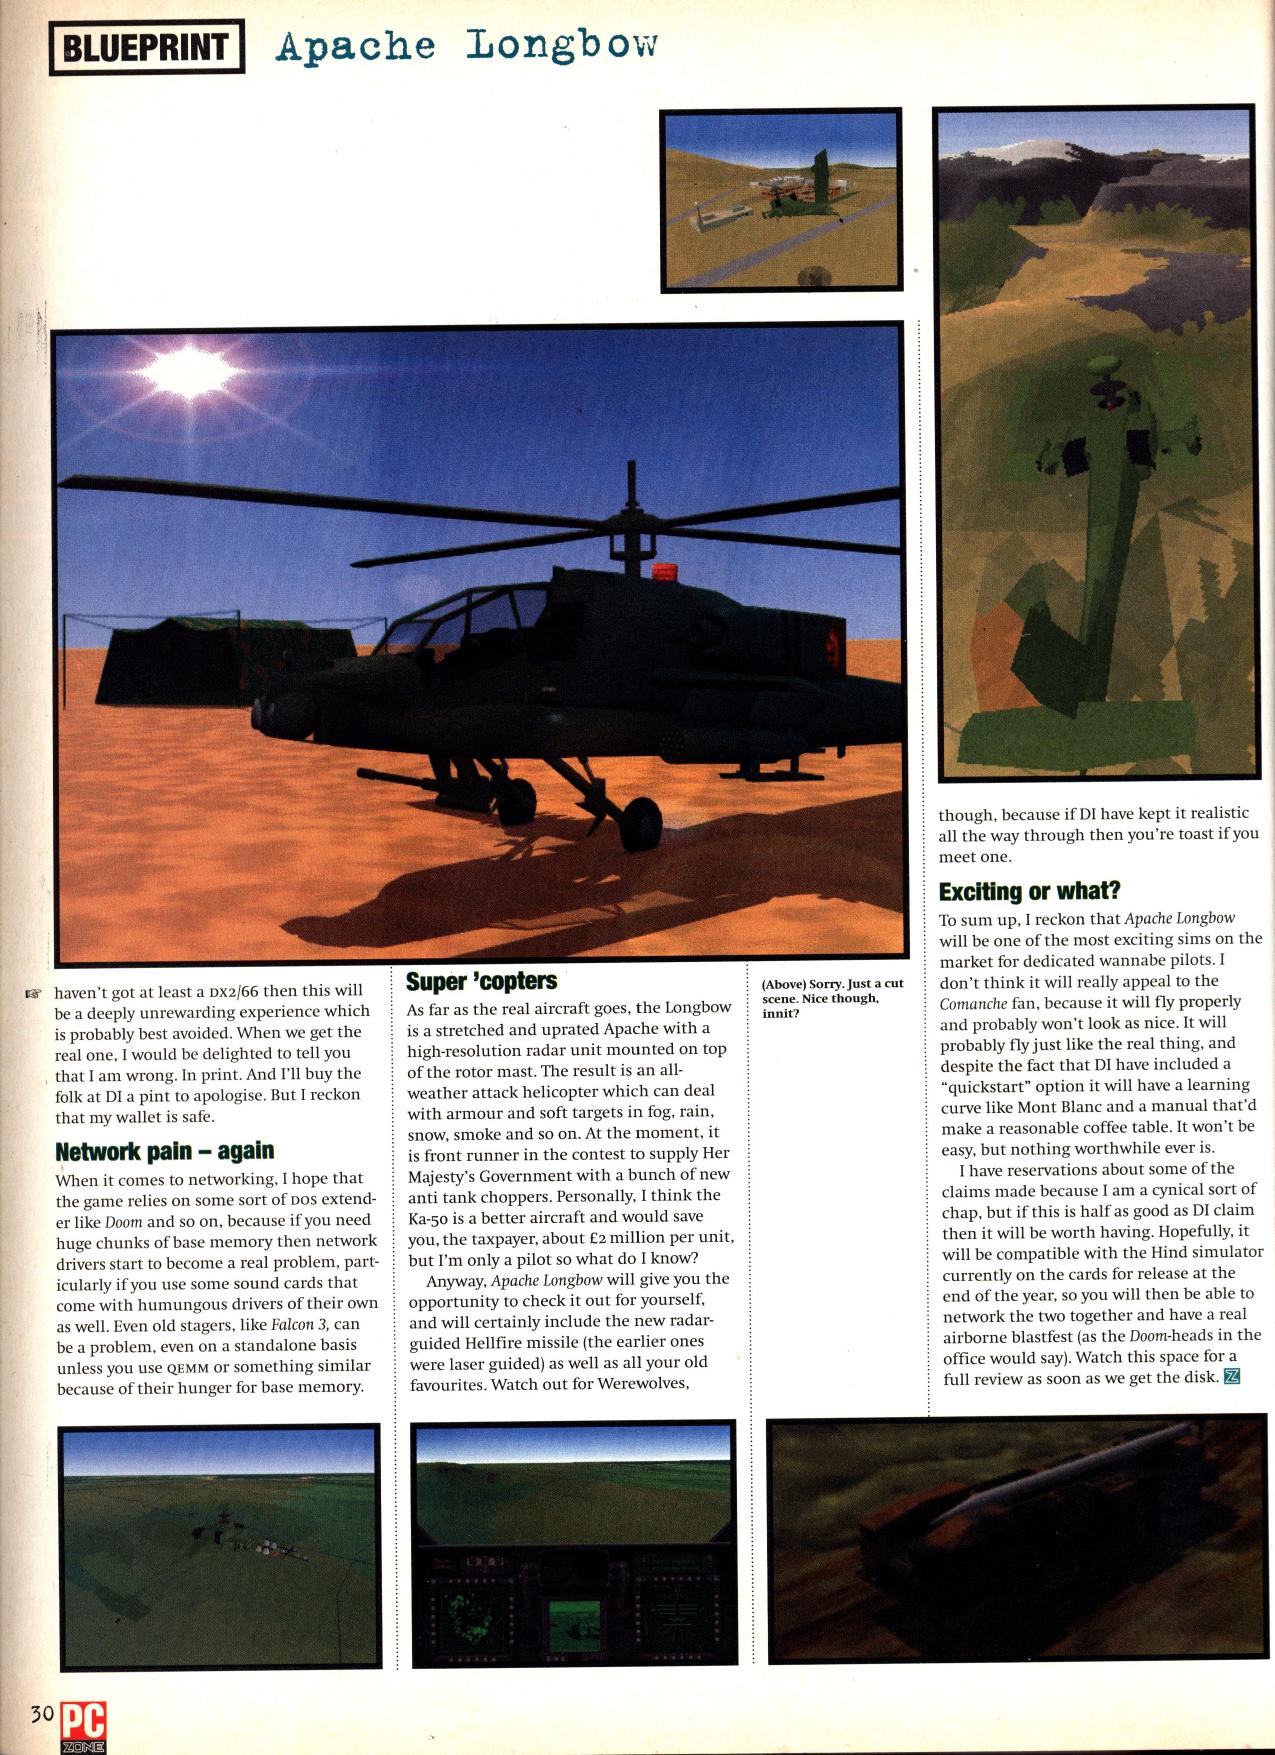 BLUEPRINT Apache Longbow
☞ haven't got at least a DX2/66 then this will
be a deeply unrewarding experience which
is probably best avoided. When we get the
real one, I would be delighted to tell you
that I am wrong. In print. And I'll buy the
folk at DI a pint to apologise. But I reckon
that my wallet is safe.
Network pain – again
When it comes to networking, I hope that
the game relies on some sort of DOS extend-
er like Doom and so on, because if you need
huge chunks of base memory then network
drivers start to become a real problem, part-
icularly if you use some sound cards that
come with humungous drivers of their own
as well. Even old stagers, like Falcon 3, can
be a problem, even on a standalone basis
unless you use QEMM or something similar
because of their hunger for base memory.
Super 'copters
As far as the real aircraft goes, the Longbow
is a stretched and uprated Apache with a
high-resolution radar unit mounted on top
of the rotor mast. The result is an all-
weather attack helicopter which can deal
with armour and soft targets in fog, rain,
snow, smoke and so on. At the moment, it
is front runner in the contest to supply Her
Majesty's Government with a bunch of new
anti tank choppers. Personally, I think the
Ka-50 is a better aircraft and would save
you, the taxpayer, about £2 million per unit,
but I'm only a pilot so what do I know?
Anyway, Apache Longbow will give you the
opportunity to check it out for yourself,
and will certainly include the new radar-
guided Hellfire missile (the earlier ones
were laser guided) as well as all your old
favourites. Watch out for Werewolves,
(Above) Sorry. Just a cut
scene. Nice though,
innit?
though, because if DI have kept it realistic
all the way through then you're toast if you
meet one.
Exciting or what?
To sum up, I reckon that Apache Longbow
will be one of the most exciting sims on the
market for dedicated wannabe pilots. I
don't think it will really appeal to the
Comanche fan, because it will fly properly
and probably won't look as nice. It will
probably fly just like the real thing, and
despite the fact that DI have included a
“quickstart” option it will have a learning
curve like Mont Blanc and a manual that'd
make a reasonable coffee table. It won't be
easy, but nothing worthwhile ever is.
I have reservations about some of the
claims made because I am a cynical sort of
chap, but if this is half as good as DI claim
then it will be worth having. Hopefully, it
will be compatible with the Hind simulator
currently on the cards for release at the
end of the year, so you will then be able to
network the two together and have a real
airborne blastfest (as the Doom-heads in the
office would say). Watch this space for a
full review as soon as we get the disk. Z
30 PC
ZONE